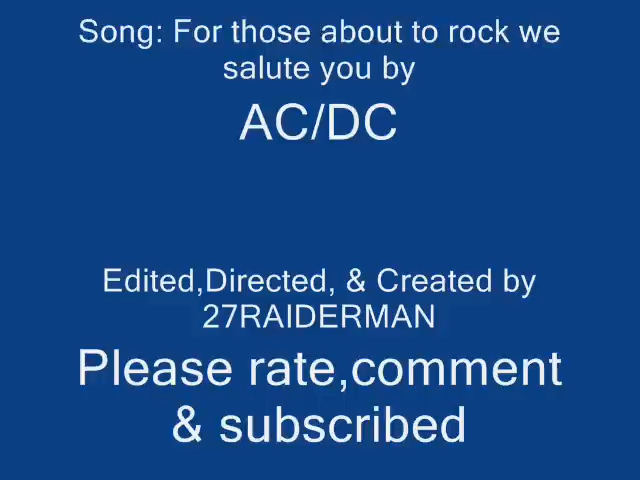 Song: For those about to rock we
salute you by
AC/DC
Edited,Directed, & Created by
27RAIDERMAN
Please rate,comment
& subscribed